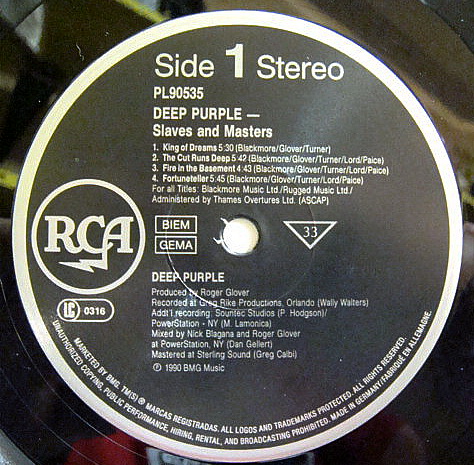 Side 1 Stereo
PL90535
DEEP PURPLE —
Slaves and Masters
1. King of Dreams 5:30 (Blackmore/Glover/Turner)
2. The Cut Runs Deep 5:42 (Blackmore/Glover/Turner/Lord/Paice)
3. Fire in the Basement 4:43 (Blackmore/Glover/Turner/Lord/Paice)
4. Fortuneteller 5:45 (Blackmore/Glover/Turner/Lord/Paice)
For all Titles: Blackmore Music Ltd./Rugged Music Ltd./
Administered by Thames Overtures Ltd. (ASCAP)
RCA
BIEM
GEMA
33
LC 0316
DEEP PURPLE
Produced by Roger Glover
Recorded at Greg Rike Productions, Orlando (Wally Walters)
Addt'l recording: Sountec Studios (P. Hodgson)/
PowerStation - NY (M. Lamonica)
Mixed by Nick Blagana and Roger Glover
at PowerStation, NY (Dan Gellert)
Mastered at Sterling Sound (Greg Calbi)
Ⓟ 1990 BMG Music
MARKETED BY BMG. TM(S) ® MARCAS REGISTRADAS. ALL LOGOS AND TRADEMARKS PROTECTED. ALL RIGHTS RESERVED.
UNAUTHORIZED COPYING, PUBLIC PERFORMANCE, HIRING, RENTAL, AND BROADCASTING PROHIBITED. MADE IN GERMANY/FABRIQUÉ EN ALLEMAGNE.